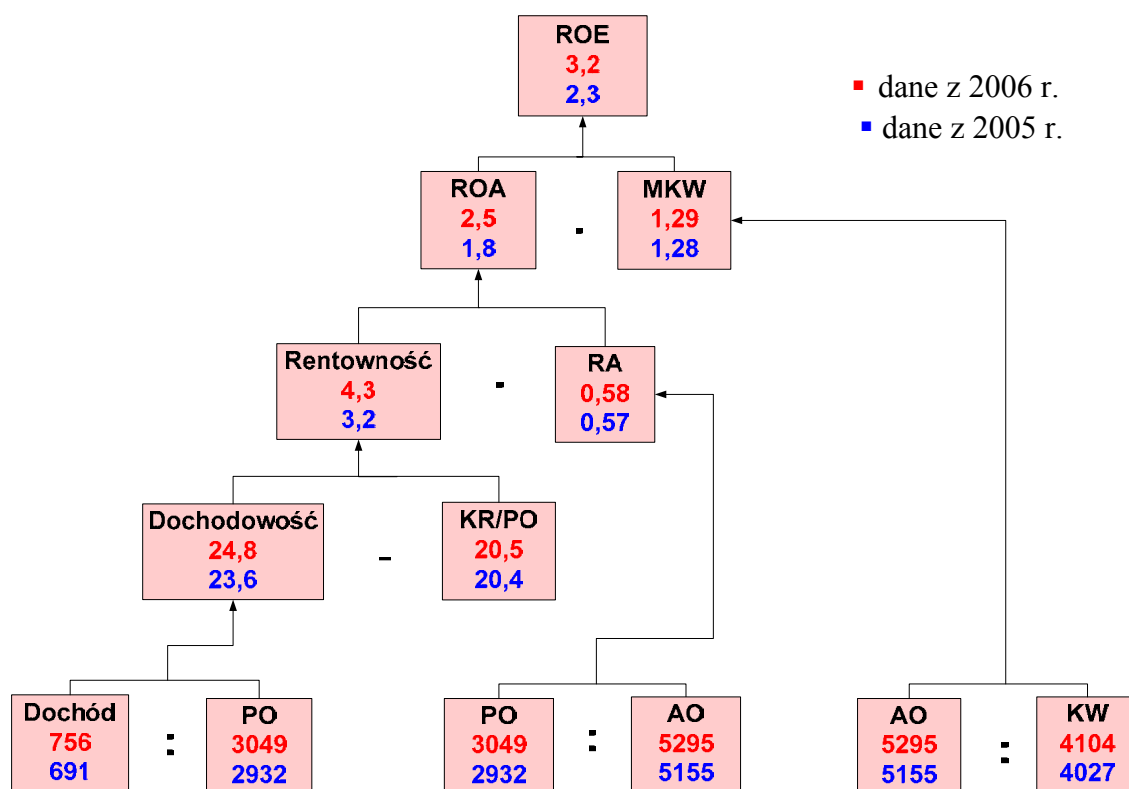 ROE
3,2
2,3
▪ dane z 2006 r.
▪ dane z 2005 r.
ROA
2,5
1,8
.
MKW
1,29
1,28
Rentowność
4,3
3,2
.
RA
0,58
0,57
Dochodowość
24,8
23,6
-
KR/PO
20,5
20,4
Dochód
756
691
:
PO
3049
2932
PO
3049
2932
:
AO
5295
5155
AO
5295
5155
:
KW
4104
4027